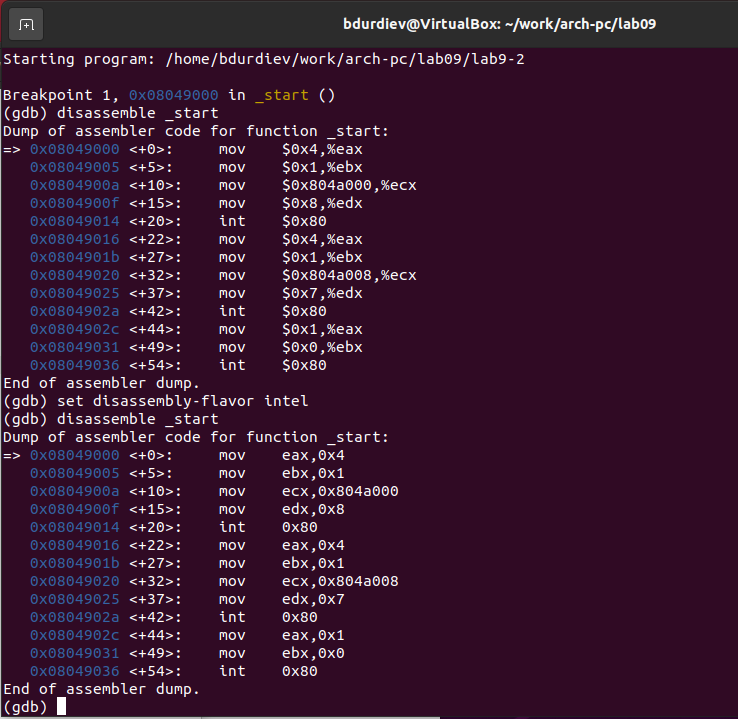 bdurdiev@VirtualBox: ~/work/arch-pc/lab09
Starting program: /home/bdurdiev/work/arch-pc/lab09/lab9-2
Breakpoint 1, 0x08049000 in _start ()
(gdb) disassemble _start
Dump of assembler code for function _start:
=> 0x08049000 <+0>:     mov    $0x4,%eax
   0x08049005 <+5>:     mov    $0x1,%ebx
   0x0804900a <+10>:    mov    $0x804a000,%ecx
   0x0804900f <+15>:    mov    $0x8,%edx
   0x08049014 <+20>:    int    $0x80
   0x08049016 <+22>:    mov    $0x4,%eax
   0x0804901b <+27>:    mov    $0x1,%ebx
   0x08049020 <+32>:    mov    $0x804a008,%ecx
   0x08049025 <+37>:    mov    $0x7,%edx
   0x0804902a <+42>:    int    $0x80
   0x0804902c <+44>:    mov    $0x1,%eax
   0x08049031 <+49>:    mov    $0x0,%ebx
   0x08049036 <+54>:    int    $0x80
End of assembler dump.
(gdb) set disassembly-flavor intel
(gdb) disassemble _start
Dump of assembler code for function _start:
=> 0x08049000 <+0>:     mov    eax,0x4
   0x08049005 <+5>:     mov    ebx,0x1
   0x0804900a <+10>:    mov    ecx,0x804a000
   0x0804900f <+15>:    mov    edx,0x8
   0x08049014 <+20>:    int    0x80
   0x08049016 <+22>:    mov    eax,0x4
   0x0804901b <+27>:    mov    ebx,0x1
   0x08049020 <+32>:    mov    ecx,0x804a008
   0x08049025 <+37>:    mov    edx,0x7
   0x0804902a <+42>:    int    0x80
   0x0804902c <+44>:    mov    eax,0x1
   0x08049031 <+49>:    mov    ebx,0x0
   0x08049036 <+54>:    int    0x80
End of assembler dump.
(gdb)